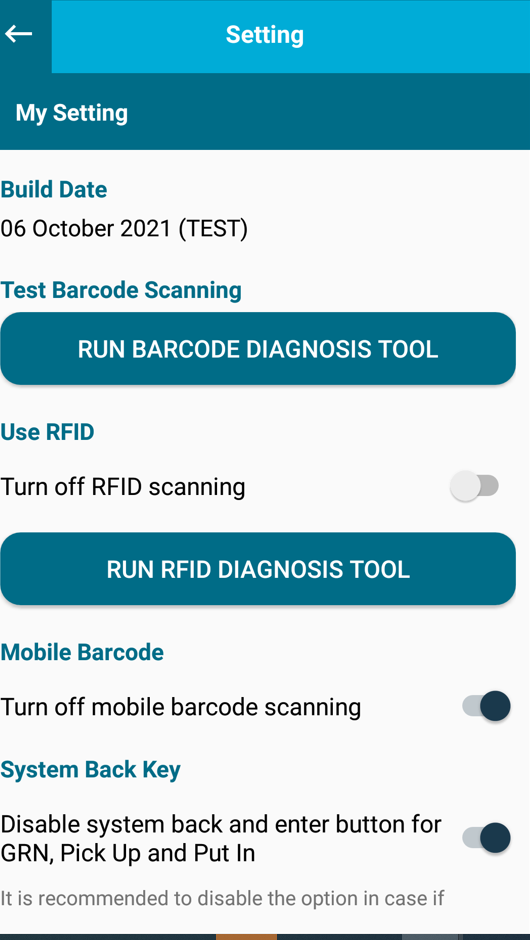 Setting
My Setting
Build Date
06 October 2021 (TEST)
Test Barcode Scanning
RUN BARCODE DIAGNOSIS TOOL
Use RFID
Turn off RFID scanning
RUN RFID DIAGNOSIS TOOL
Mobile Barcode
Turn off mobile barcode scanning
System Back Key
Disable system back and enter button for
GRN, Pick Up and Put In
It is recommended to disable the option in case if